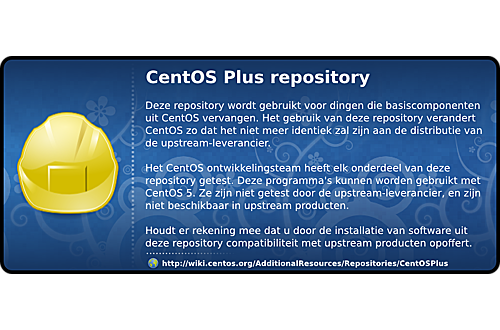 CentOS Plus repository
Deze repository wordt gebruikt voor dingen die basiscomponenten
uit CentOS vervangen. Het gebruik van deze repository verandert
CentOS zo dat het niet meer identiek zal zijn aan de distributie van
de upstream-leverancier.
Het CentOS ontwikkelingsteam heeft elk onderdeel van deze
repository getest. Deze programma's kunnen worden gebruikt met
CentOS 5. Ze zijn niet getest door de upstream-leverancier, en zijn
niet beschikbaar in upstream producten.
Houdt er rekening mee dat u door de installatie van software uit
deze repository compatibiliteit met upstream producten opoffert.
http://wiki.centos.org/AdditionalResources/Repositories/CentOSPlus